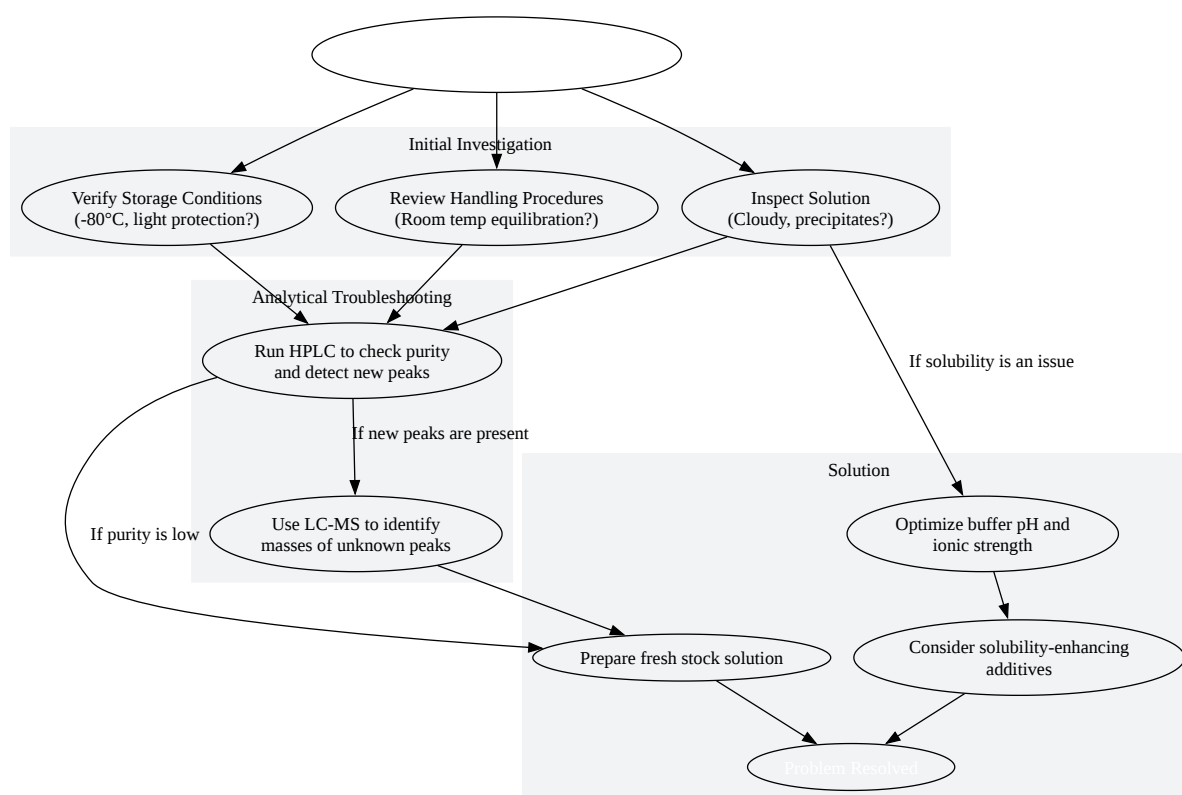 Initial Investigation
Verify Storage Conditions
(-80°C, light protection?)
Review Handling Procedures
(Room temp equilibration?)
Inspect Solution
(Cloudy, precipitates?)
Analytical Troubleshooting
Run HPLC to check purity
and detect new peaks
If solubility is an issue
If new peaks are present
Solution
If purity is low
Use LC-MS to identify
masses of unknown peaks
Optimize buffer pH and
ionic strength
Prepare fresh stock solution
Consider solubility-enhancing
additives
Problem Resolved